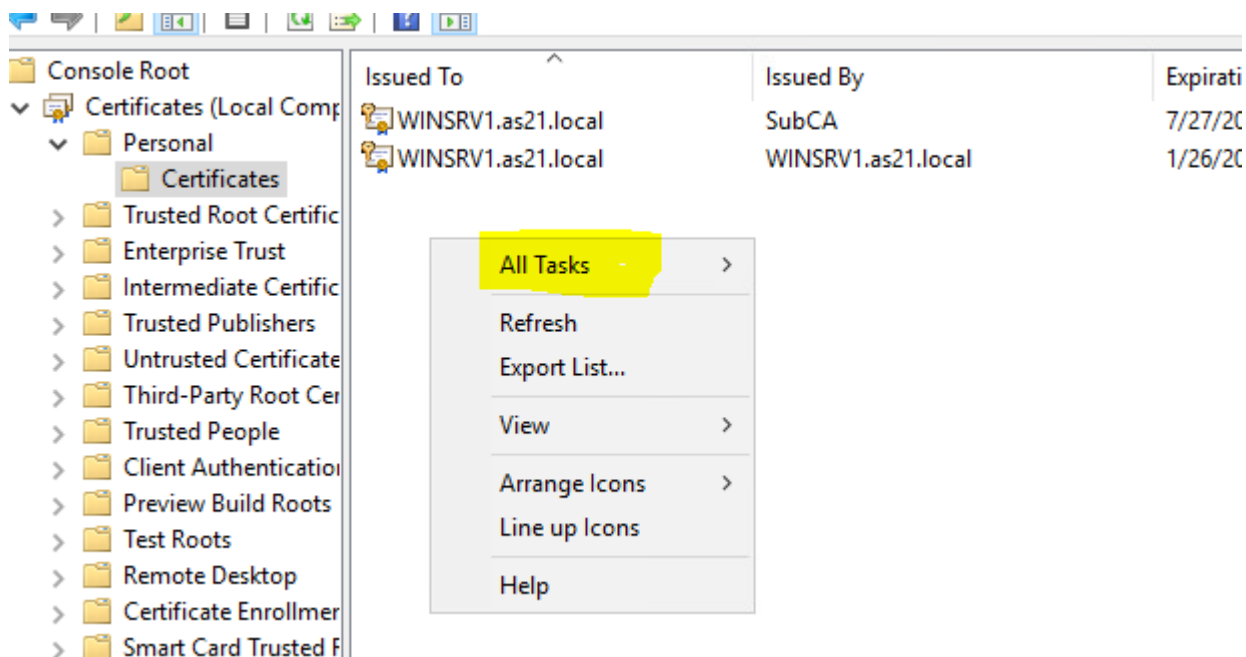 Console Root
Certificates (Local Comp
Personal
Certificates
Trusted Root Certific
Enterprise Trust
Intermediate Certific
Trusted Publishers
Untrusted Certificate
Third-Party Root Cer
Trusted People
Client Authentication
Preview Build Roots
Test Roots
Remote Desktop
Certificate Enrollmer
Smart Card Trusted R
Issued To Issued By Expirati
WINSRV1.as21.local SubCA 7/27/20
WINSRV1.as21.local WINSRV1.as21.local 1/26/20
All Tasks
Refresh
Export List...
View
Arrange Icons
Line up Icons
Help